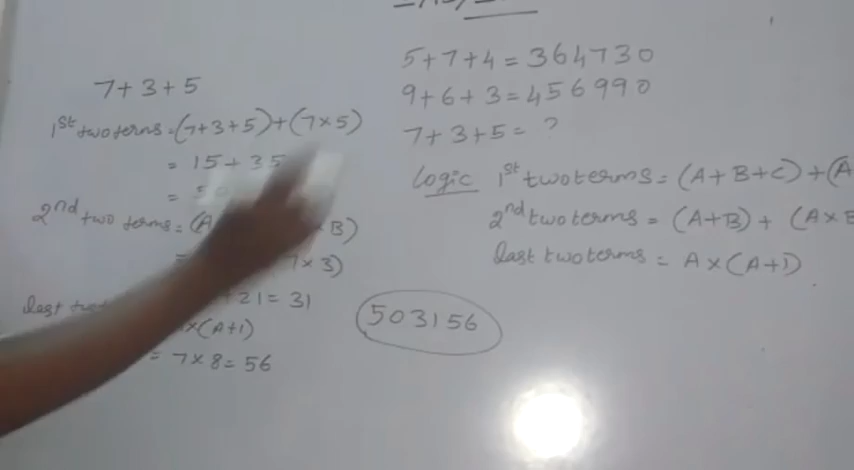 7+3+5
1st two terms = (7+3+5)+(7×5)
= 15+35
=
2nd two terms = (A B)
= 7×3)
+21=31
last
×(A+1)
= 7×8=56
5+7+4=364730
9+6+3=456990
7+3+5= ?
Logic 1st two terms = (A+B+C)+(A
2nd two terms = (A+B) + (A×B
last two terms = A×(A+1)
503156